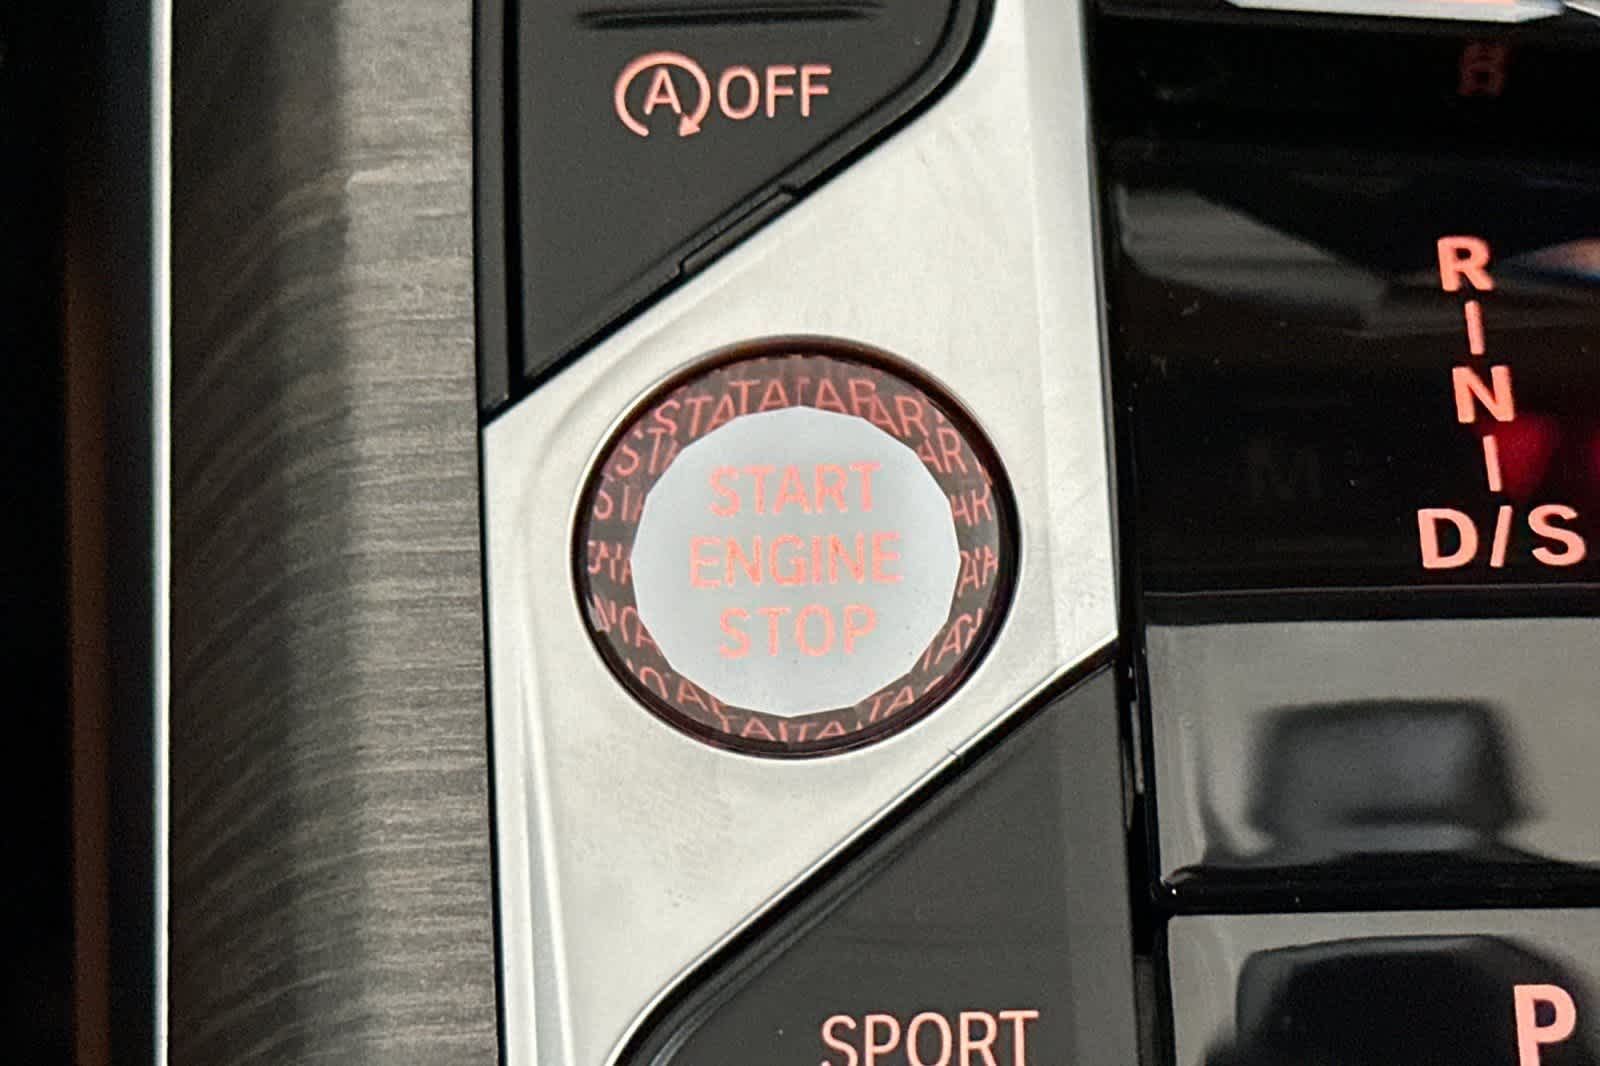 A OFF
R
N
D/S
START
ENGINE
STOP
SPORT
P